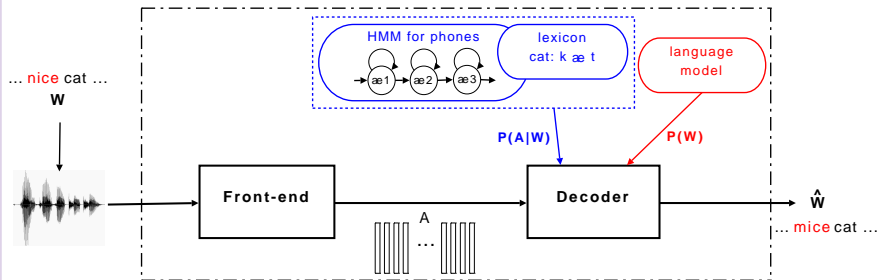 HMM for phones
æ1 æ2 æ3
lexicon
cat: k æ t
language
model
... nice cat ...
W
P(A|W)
P(W)
Front-end
A
...
Decoder
Ŵ
... mice cat ...